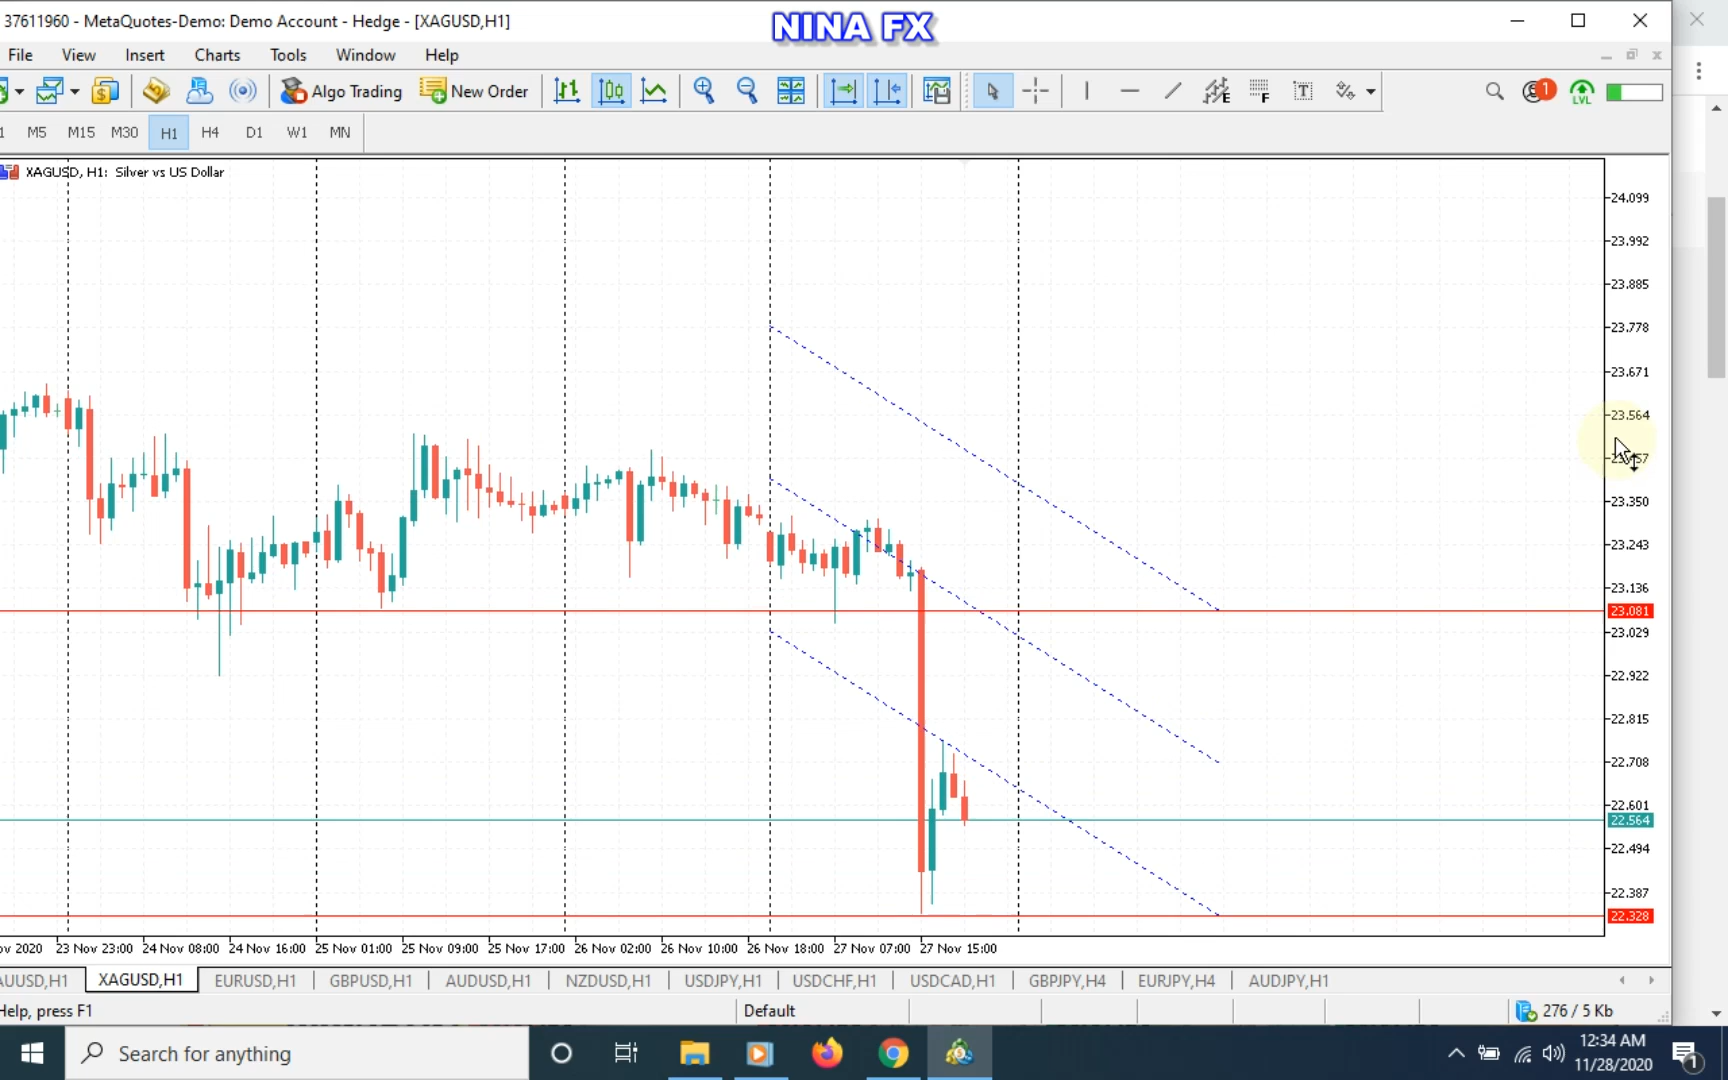 37611960 - MetaQuotes-Demo: Demo Account - Hedge - [XAGUSD,H1]
NINA FX
File View Insert Charts Tools Window Help
Algo Trading New Order
E F T 1 LVL
M5 M15 M30 H1 H4 D1 W1 MN
XAGUSD, H1: Silver vs US Dollar
24.099
23.992
23.885
23.778
23.671
23.564
23.350
23.243
23.136
23.081
23.029
22.922
22.815
22.708
22.601
22.564
22.494
22.387
22.328
2020 23 Nov 23:00 24 Nov 08:00 24 Nov 16:00 25 Nov 01:00 25 Nov 09:00 25 Nov 17:00 26 Nov 02:00 26 Nov 10:00 26 Nov 18:00 27 Nov 07:00 27 Nov 15:00
AUUSD,H1 XAGUSD,H1 EURUSD,H1 GBPUSD,H1 AUDUSD,H1 NZDUSD,H1 USDJPY,H1 USDCHF,H1 USDCAD,H1 GBPJPY,H4 EURJPY,H4 AUDJPY,H1
Help, press F1 Default 276 / 5 Kb
Search for anything
12:34 AM
11/28/2020
1